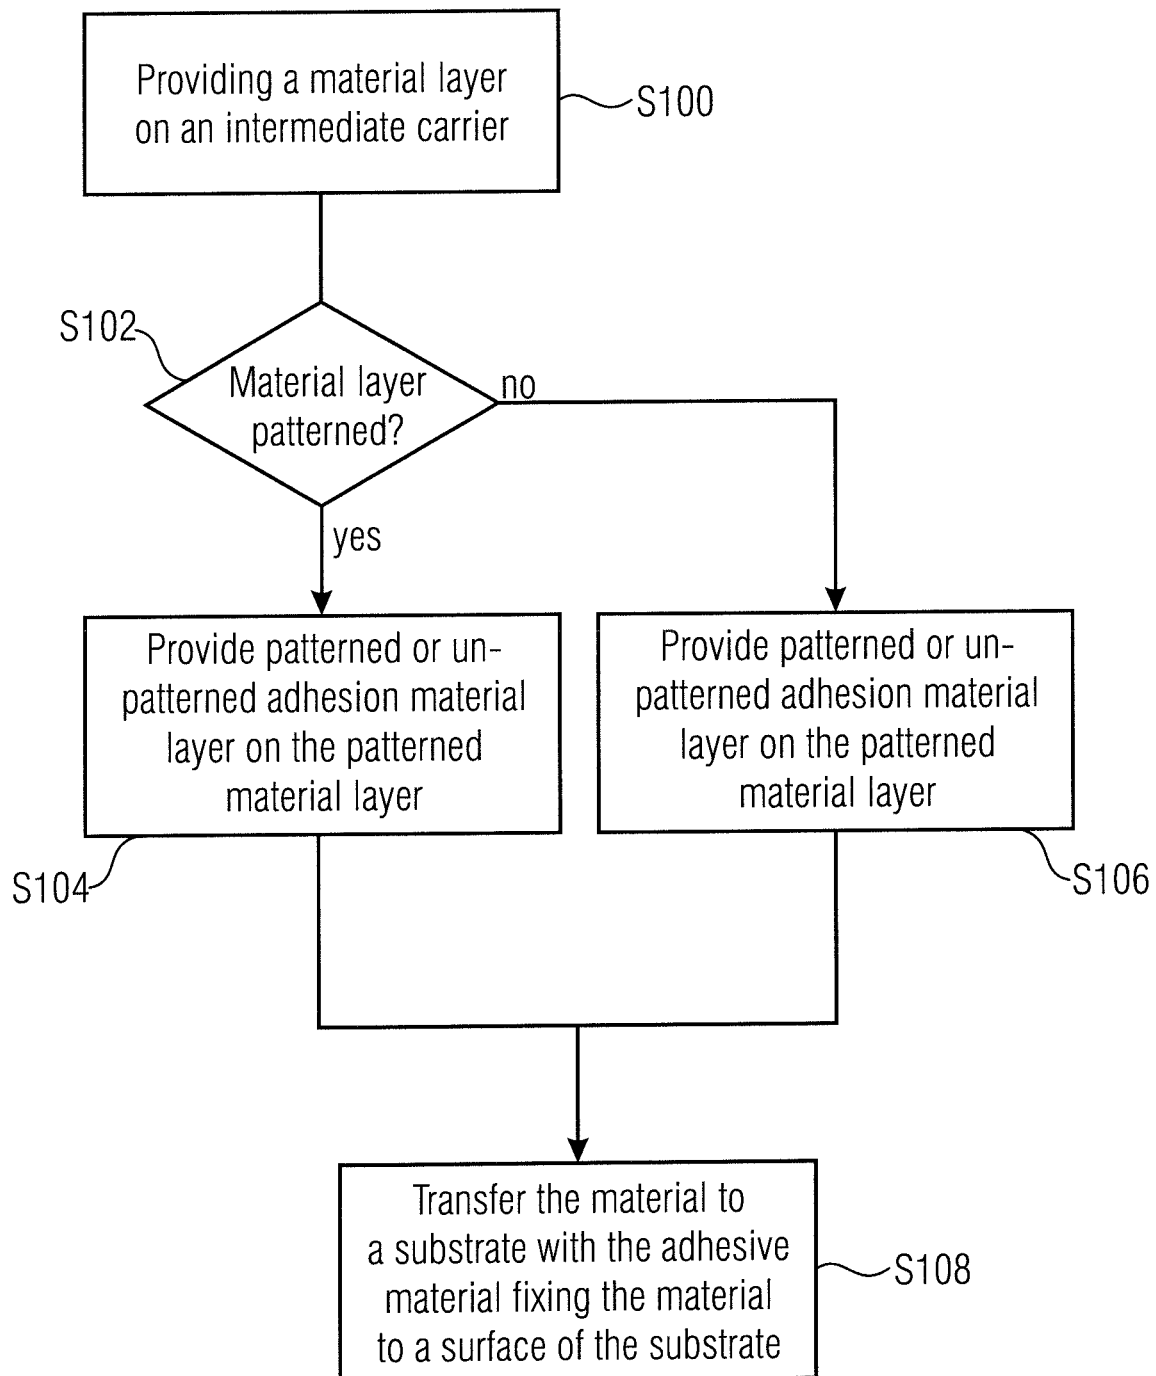 Providing a material layer
on an intermediate carrier
S100
S102
Material layer
patterned?
no
yes
Provide patterned or un-
patterned adhesion material
layer on the patterned
material layer
S104
Provide patterned or un-
patterned adhesion material
layer on the patterned
material layer
S106
Transfer the material to
a substrate with the adhesive
material fixing the material
to a surface of the substrate
S108